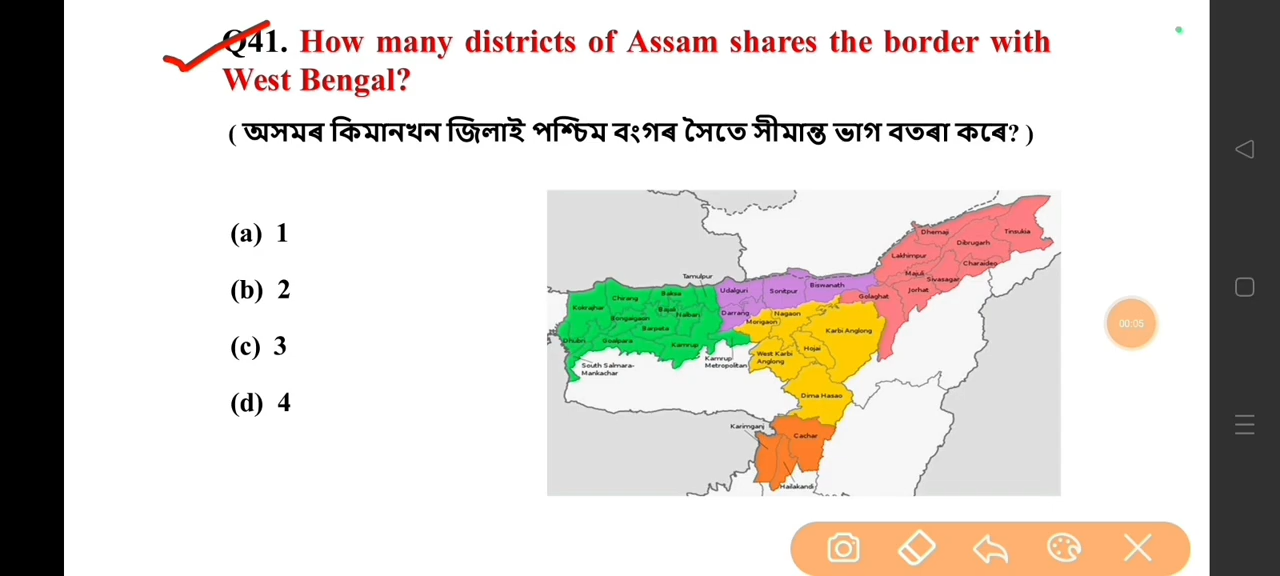 Q41. How many districts of Assam shares the border with
West Bengal?
( অসমৰ কিমানখন জিলাই পশ্চিম বংগৰ সৈতে সীমান্ত ভাগ বতৰা কৰে? )
(a) 1
(b) 2
(c) 3
(d) 4
Dhemaji
Tinsukia
Dibrugarh
Lakhimpur
Charaideo
Majuli
Sivasagar
Jorhat
Golaghat
Tamulpur
Udalguri
Sonitpur
Biswanath
Kokrajhar
Chirang
Baksa
Bajali
Nalbari
Bongaigaon
Barpeta
Darrang
Nagaon
Morigaon
Dhubri
Goalpara
Kamrup
Karbi Anglong
Hojai
West Karbi
Anglong
Kamrup
Metropolitan
South Salmara-
Mankachar
Dima Hasao
Karimganj
Cachar
Hailakandi
00:05